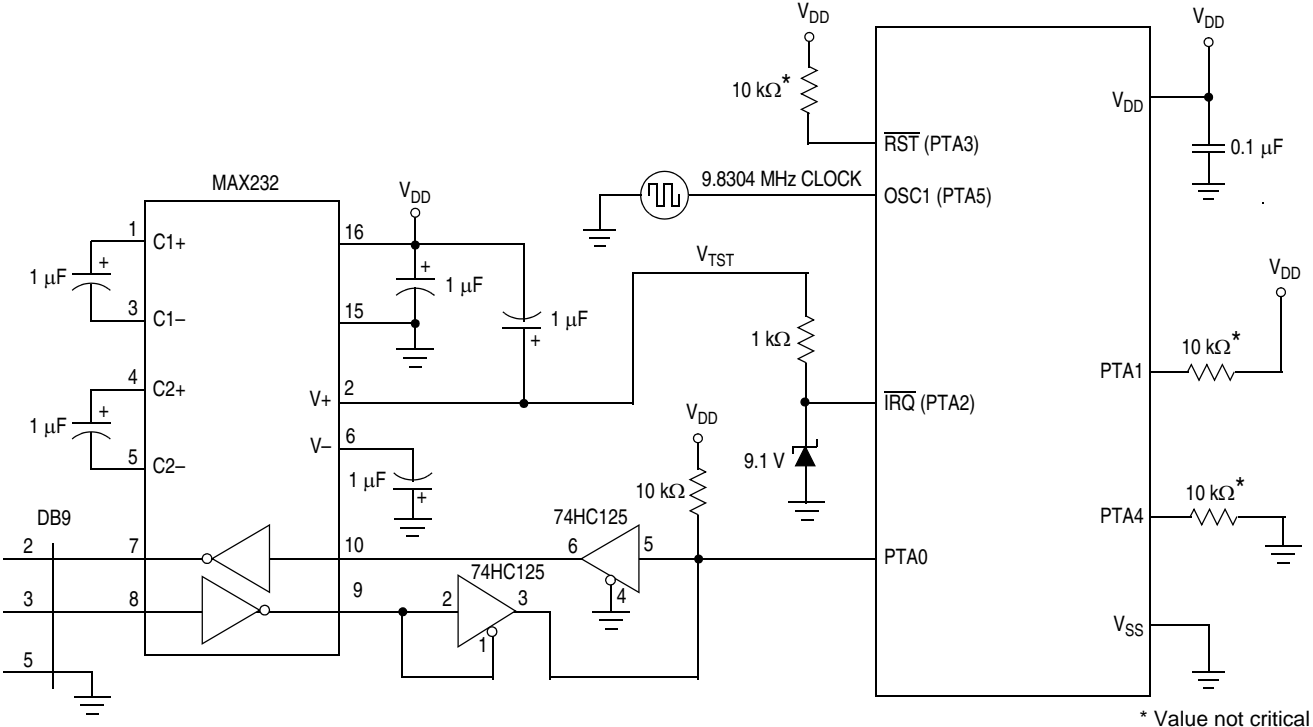 VDD
VDD
10 kΩ*
VDD
RST (PTA3)
0.1 µF
MAX232
9.8304 MHz CLOCK
OSC1 (PTA5)
VDD
1
C1+
16
1 µF
+
+
1 µF
VTST
VDD
3
C1–
15
1 µF
+
1 kΩ
10 kΩ*
PTA1
4
C2+
V+
2
IRQ (PTA2)
1 µF
+
VDD
V–
6
5
C2–
1 µF
+
9.1 V
10 kΩ
10 kΩ*
DB9
74HC125
PTA4
2
7
10
6
5
PTA0
4
74HC125
3
8
9
2
3
1
VSS
5
* Value not critical